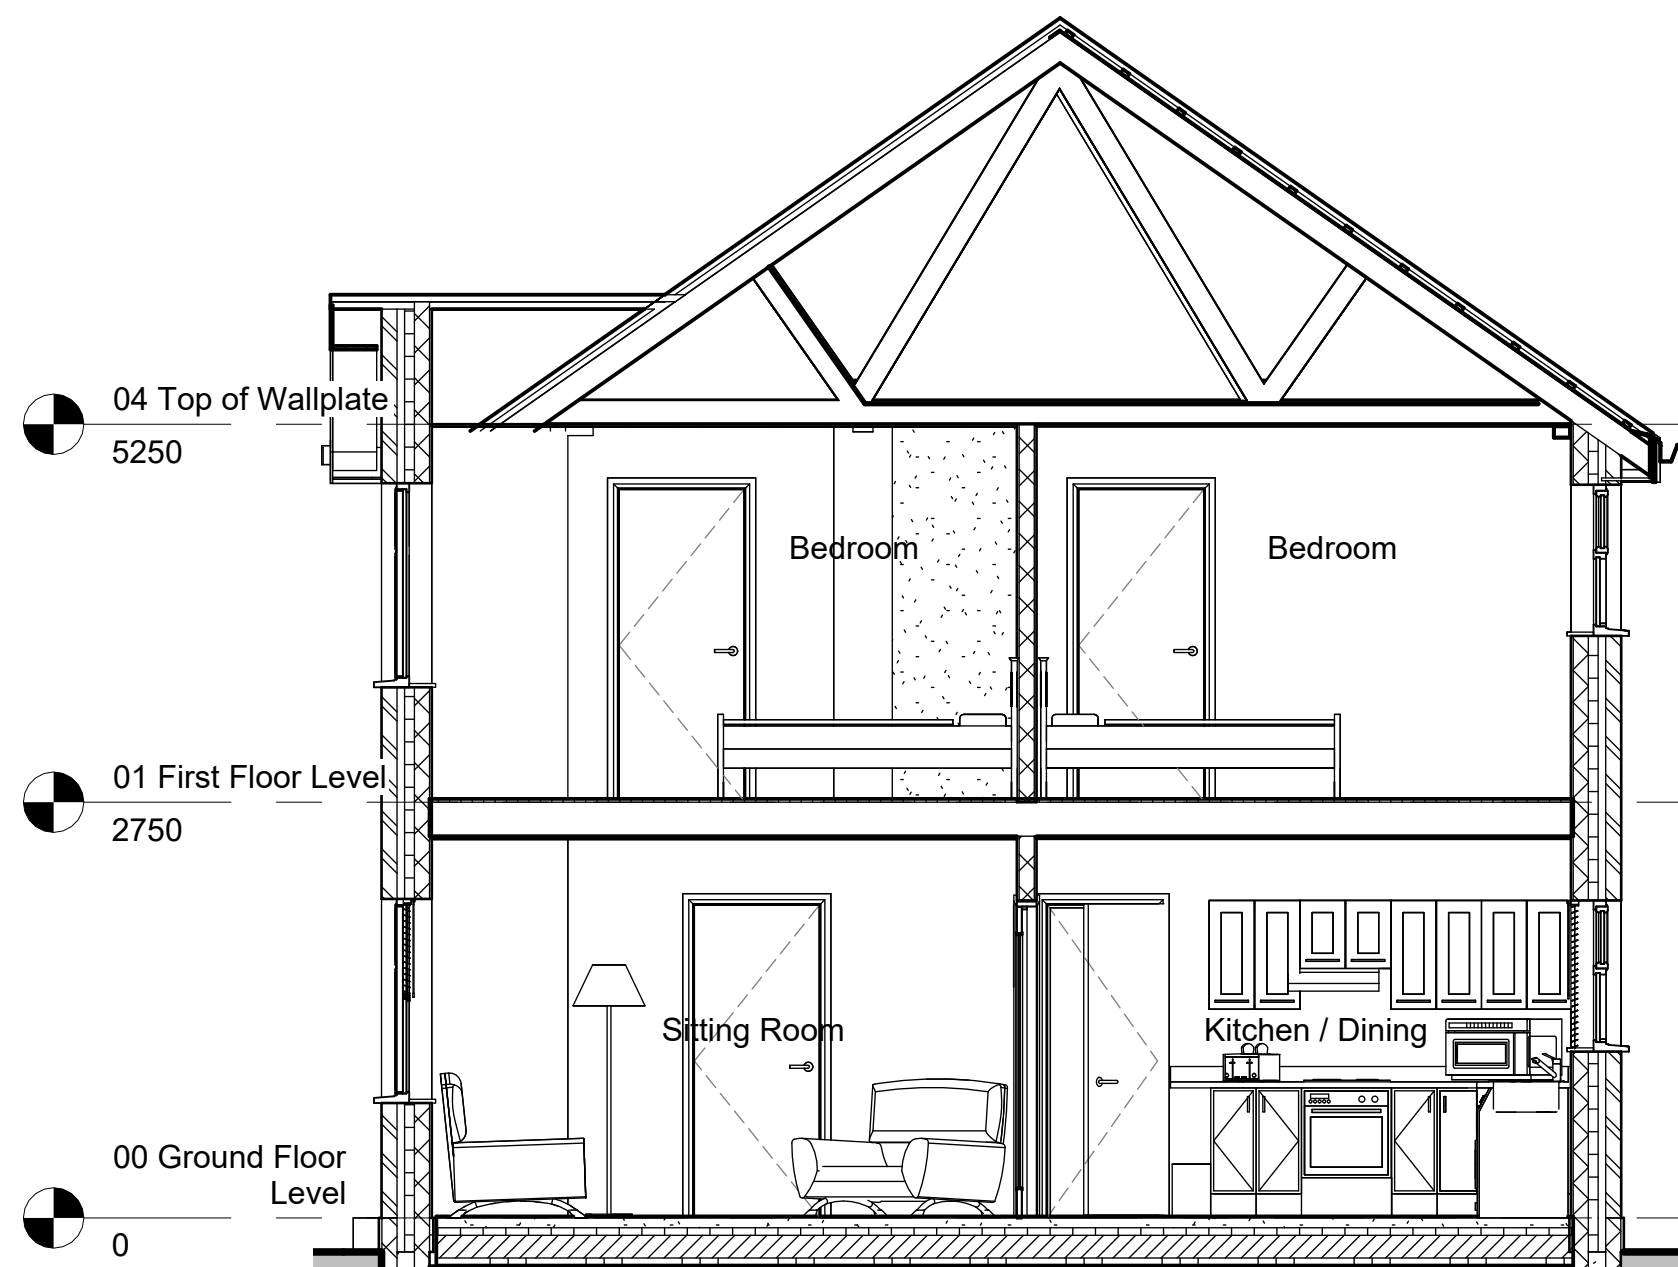 04 Top of Wallplate
5250
Bedroom
Bedroom
01 First Floor Level
2750
Sitting Room
Kitchen / Dining
00 Ground Floor
Level
0